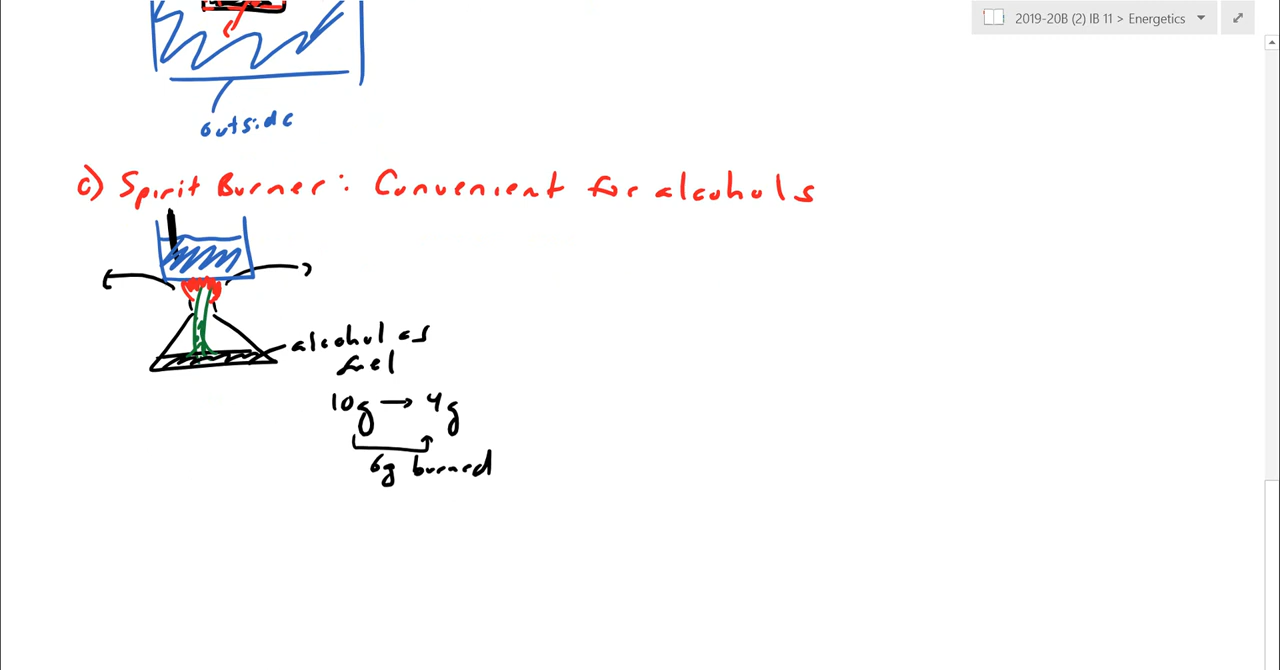 2019-20B (2) IB 11 > Energetics
outside
c) Spirit Burner: Convenient for alcohols
alcohol as
fuel
10g → 4g
6g burned